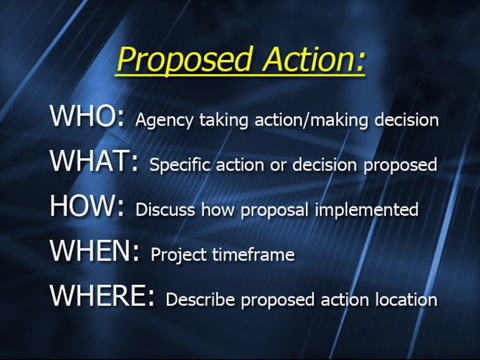 Proposed Action:
WHO: Agency taking action/making decision
WHAT: Specific action or decision proposed
HOW: Discuss how proposal implemented
WHEN: Project timeframe
WHERE: Describe proposed action location